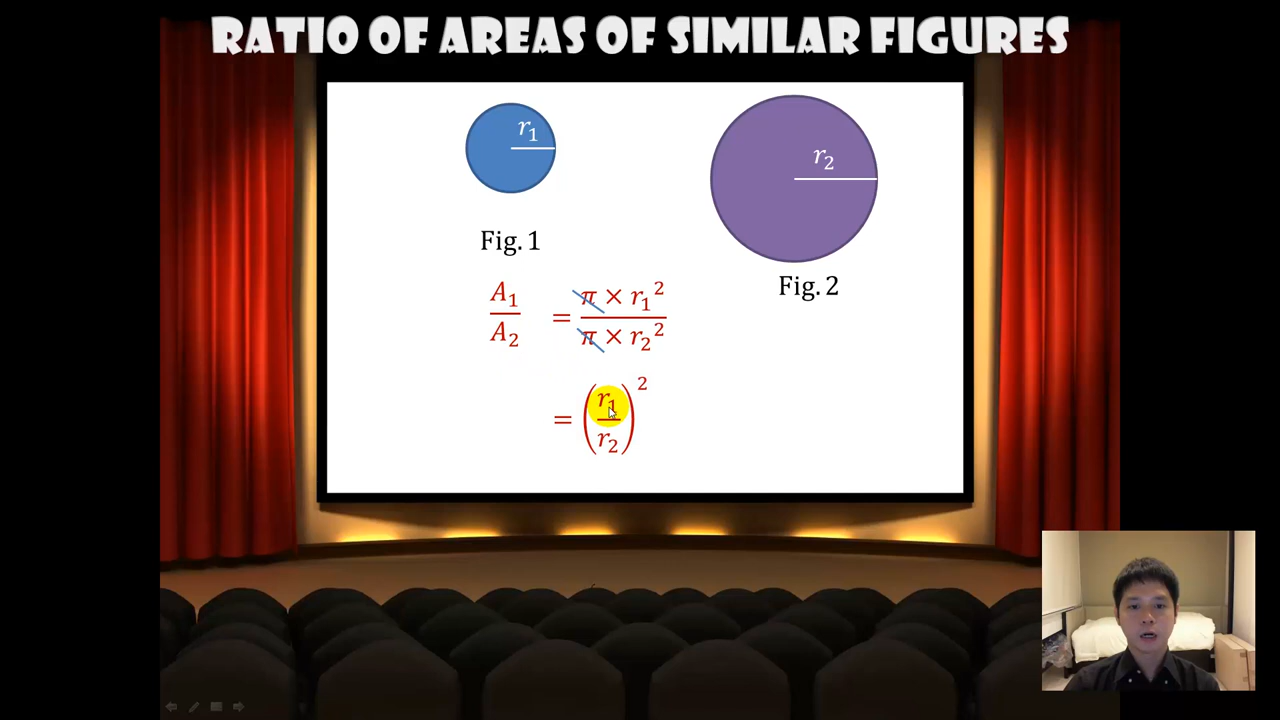 RATIO OF AREAS OF SIMILAR FIGURES
r₁
r₂
Fig. 1
Fig. 2
A₁/A₂ = π × r₁²/π × r₂²
= (r₁/r₂)²